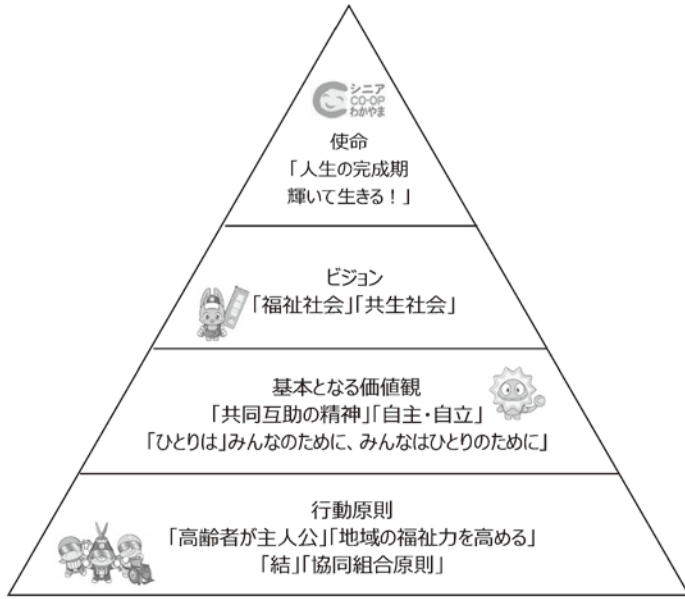 シニア
CO-OP
わかやま
使命
「人生の完成期
輝いて生きる！」
ビジョン
「福祉社会」「共生社会」
基本となる価値観
「共同互助の精神」「自主・自立」
「ひとりは」みんなのために、みんなはひとりのために」
行動原則
「高齢者が主人公」「地域の福祉力を高める」
「結」「協同組合原則」